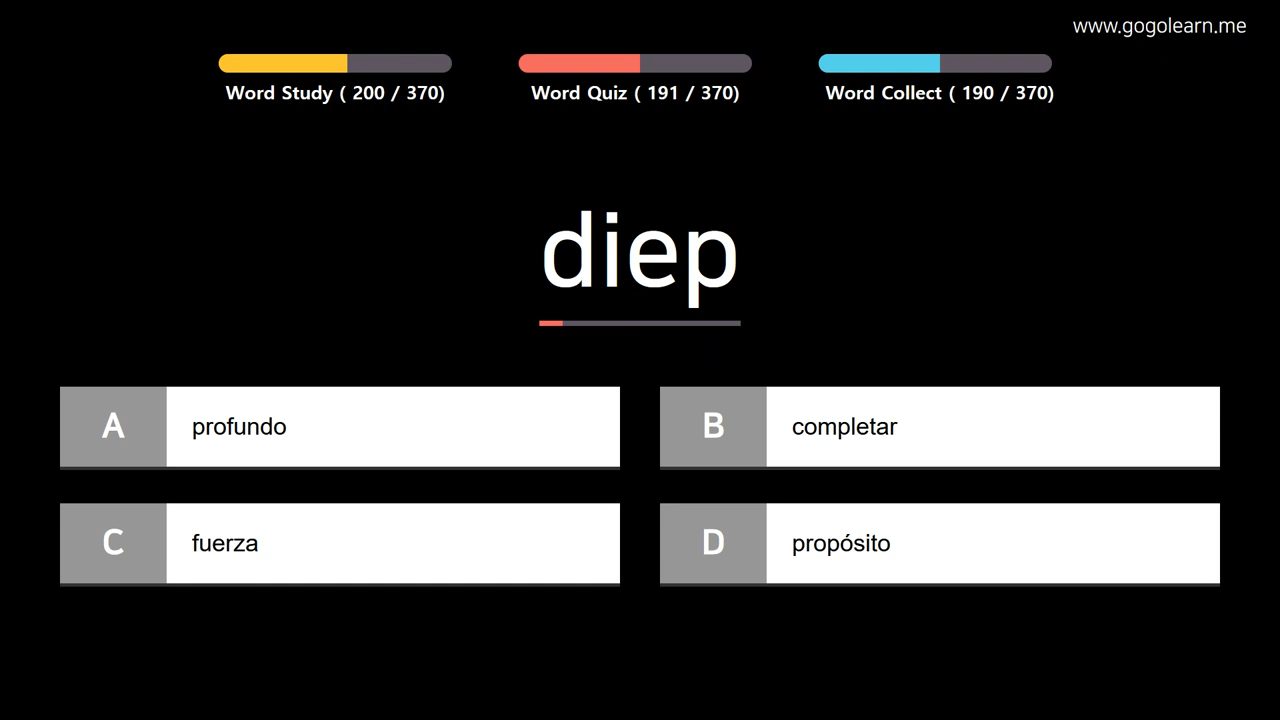 www.gogolearn.me
Word Study ( 200 / 370)
Word Quiz ( 191 / 370)
Word Collect ( 190 / 370)
diep
A profundo
B completar
C fuerza
D propósito